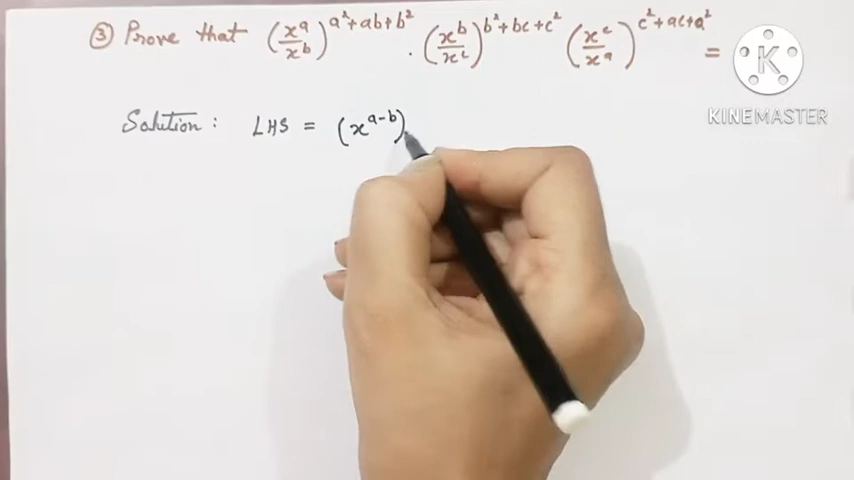 ③ Prove that (x^a/x^b)^{a²+ab+b²} · (x^b/x^c)^{b²+bc+c²} (x^c/x^a)^{c²+ac+a²} =
K
KINEMASTER
Solution : LHS = (x^{a-b})